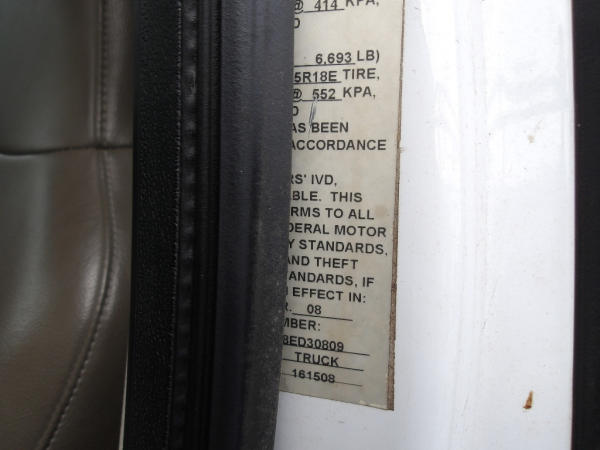 @ 414 KPA,
D
6,693 LB)
5R18E TIRE,
@ 552 KPA,
D
AS BEEN
ACCORDANCE
RS' IVD,
BLE. THIS
RMS TO ALL
DERAL MOTOR
Y STANDARDS,
AND THEFT
ANDARDS, IF
N EFFECT IN:
R. 08
MBER:
8ED30809
TRUCK
161508